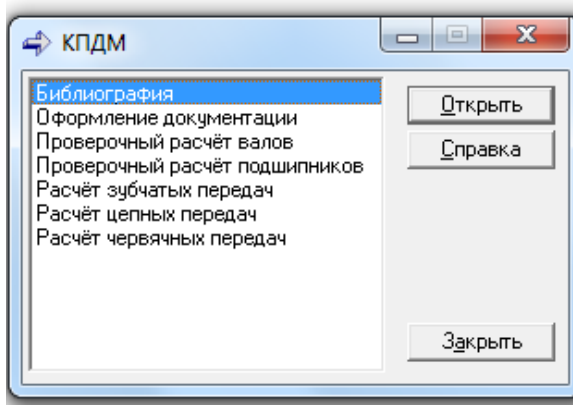 КПДМ
Библиография
Оформление документации
Проверочный расчёт валов
Проверочный расчёт подшипников
Расчёт зубчатых передач
Расчёт цепных передач
Расчёт червячных передач
Открыть
Справка
Закрыть